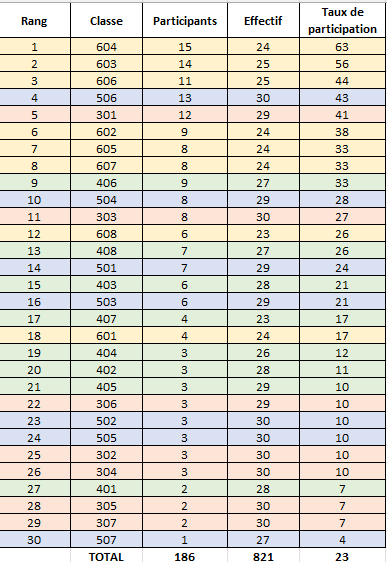 Rang Classe Participants Effectif Taux de participation
1 604 15 24 63
2 603 14 25 56
3 606 11 25 44
4 506 13 30 43
5 301 12 29 41
6 602 9 24 38
7 605 8 24 33
8 607 8 24 33
9 406 9 27 33
10 504 8 29 28
11 303 8 30 27
12 608 6 23 26
13 408 7 27 26
14 501 7 29 24
15 403 6 28 21
16 503 6 29 21
17 407 4 23 17
18 601 4 24 17
19 404 3 26 12
20 402 3 28 11
21 405 3 29 10
22 306 3 29 10
23 502 3 30 10
24 505 3 30 10
25 302 3 30 10
26 304 3 30 10
27 401 2 28 7
28 305 2 30 7
29 307 2 30 7
30 507 1 27 4
TOTAL 186 821 23